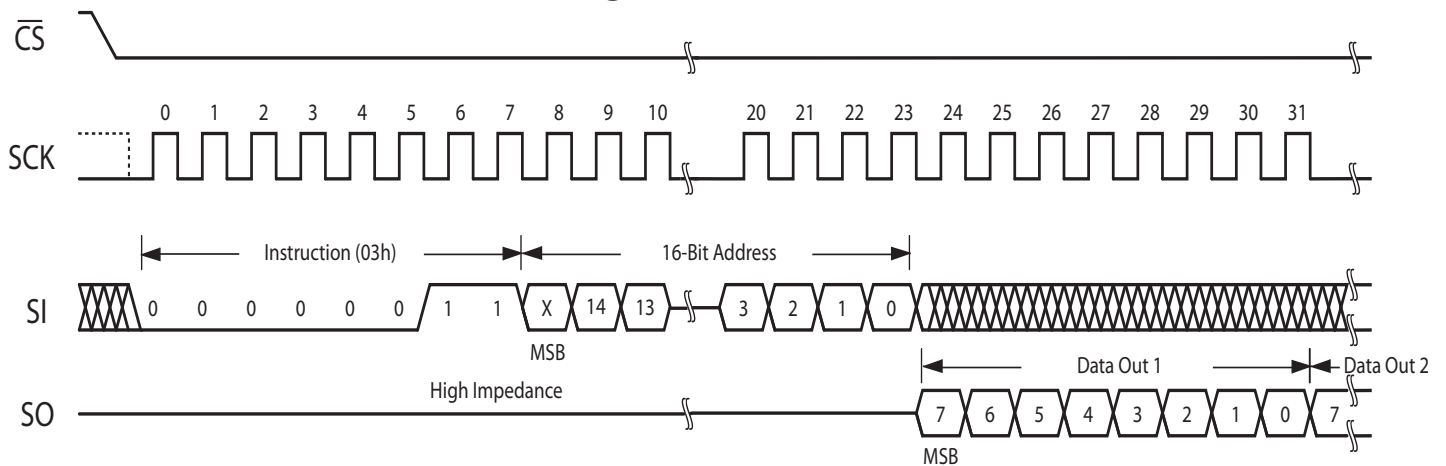 CS
0 1 2 3 4 5 6 7 8 9 10 20 21 22 23 24 25 26 27 28 29 30 31
SCK
Instruction (03h) 16-Bit Address
SI 0 0 0 0 0 0 1 1 X 14 13 3 2 1 0
MSB
Data Out 1 Data Out 2
High Impedance
SO 7 6 5 4 3 2 1 0 7
MSB